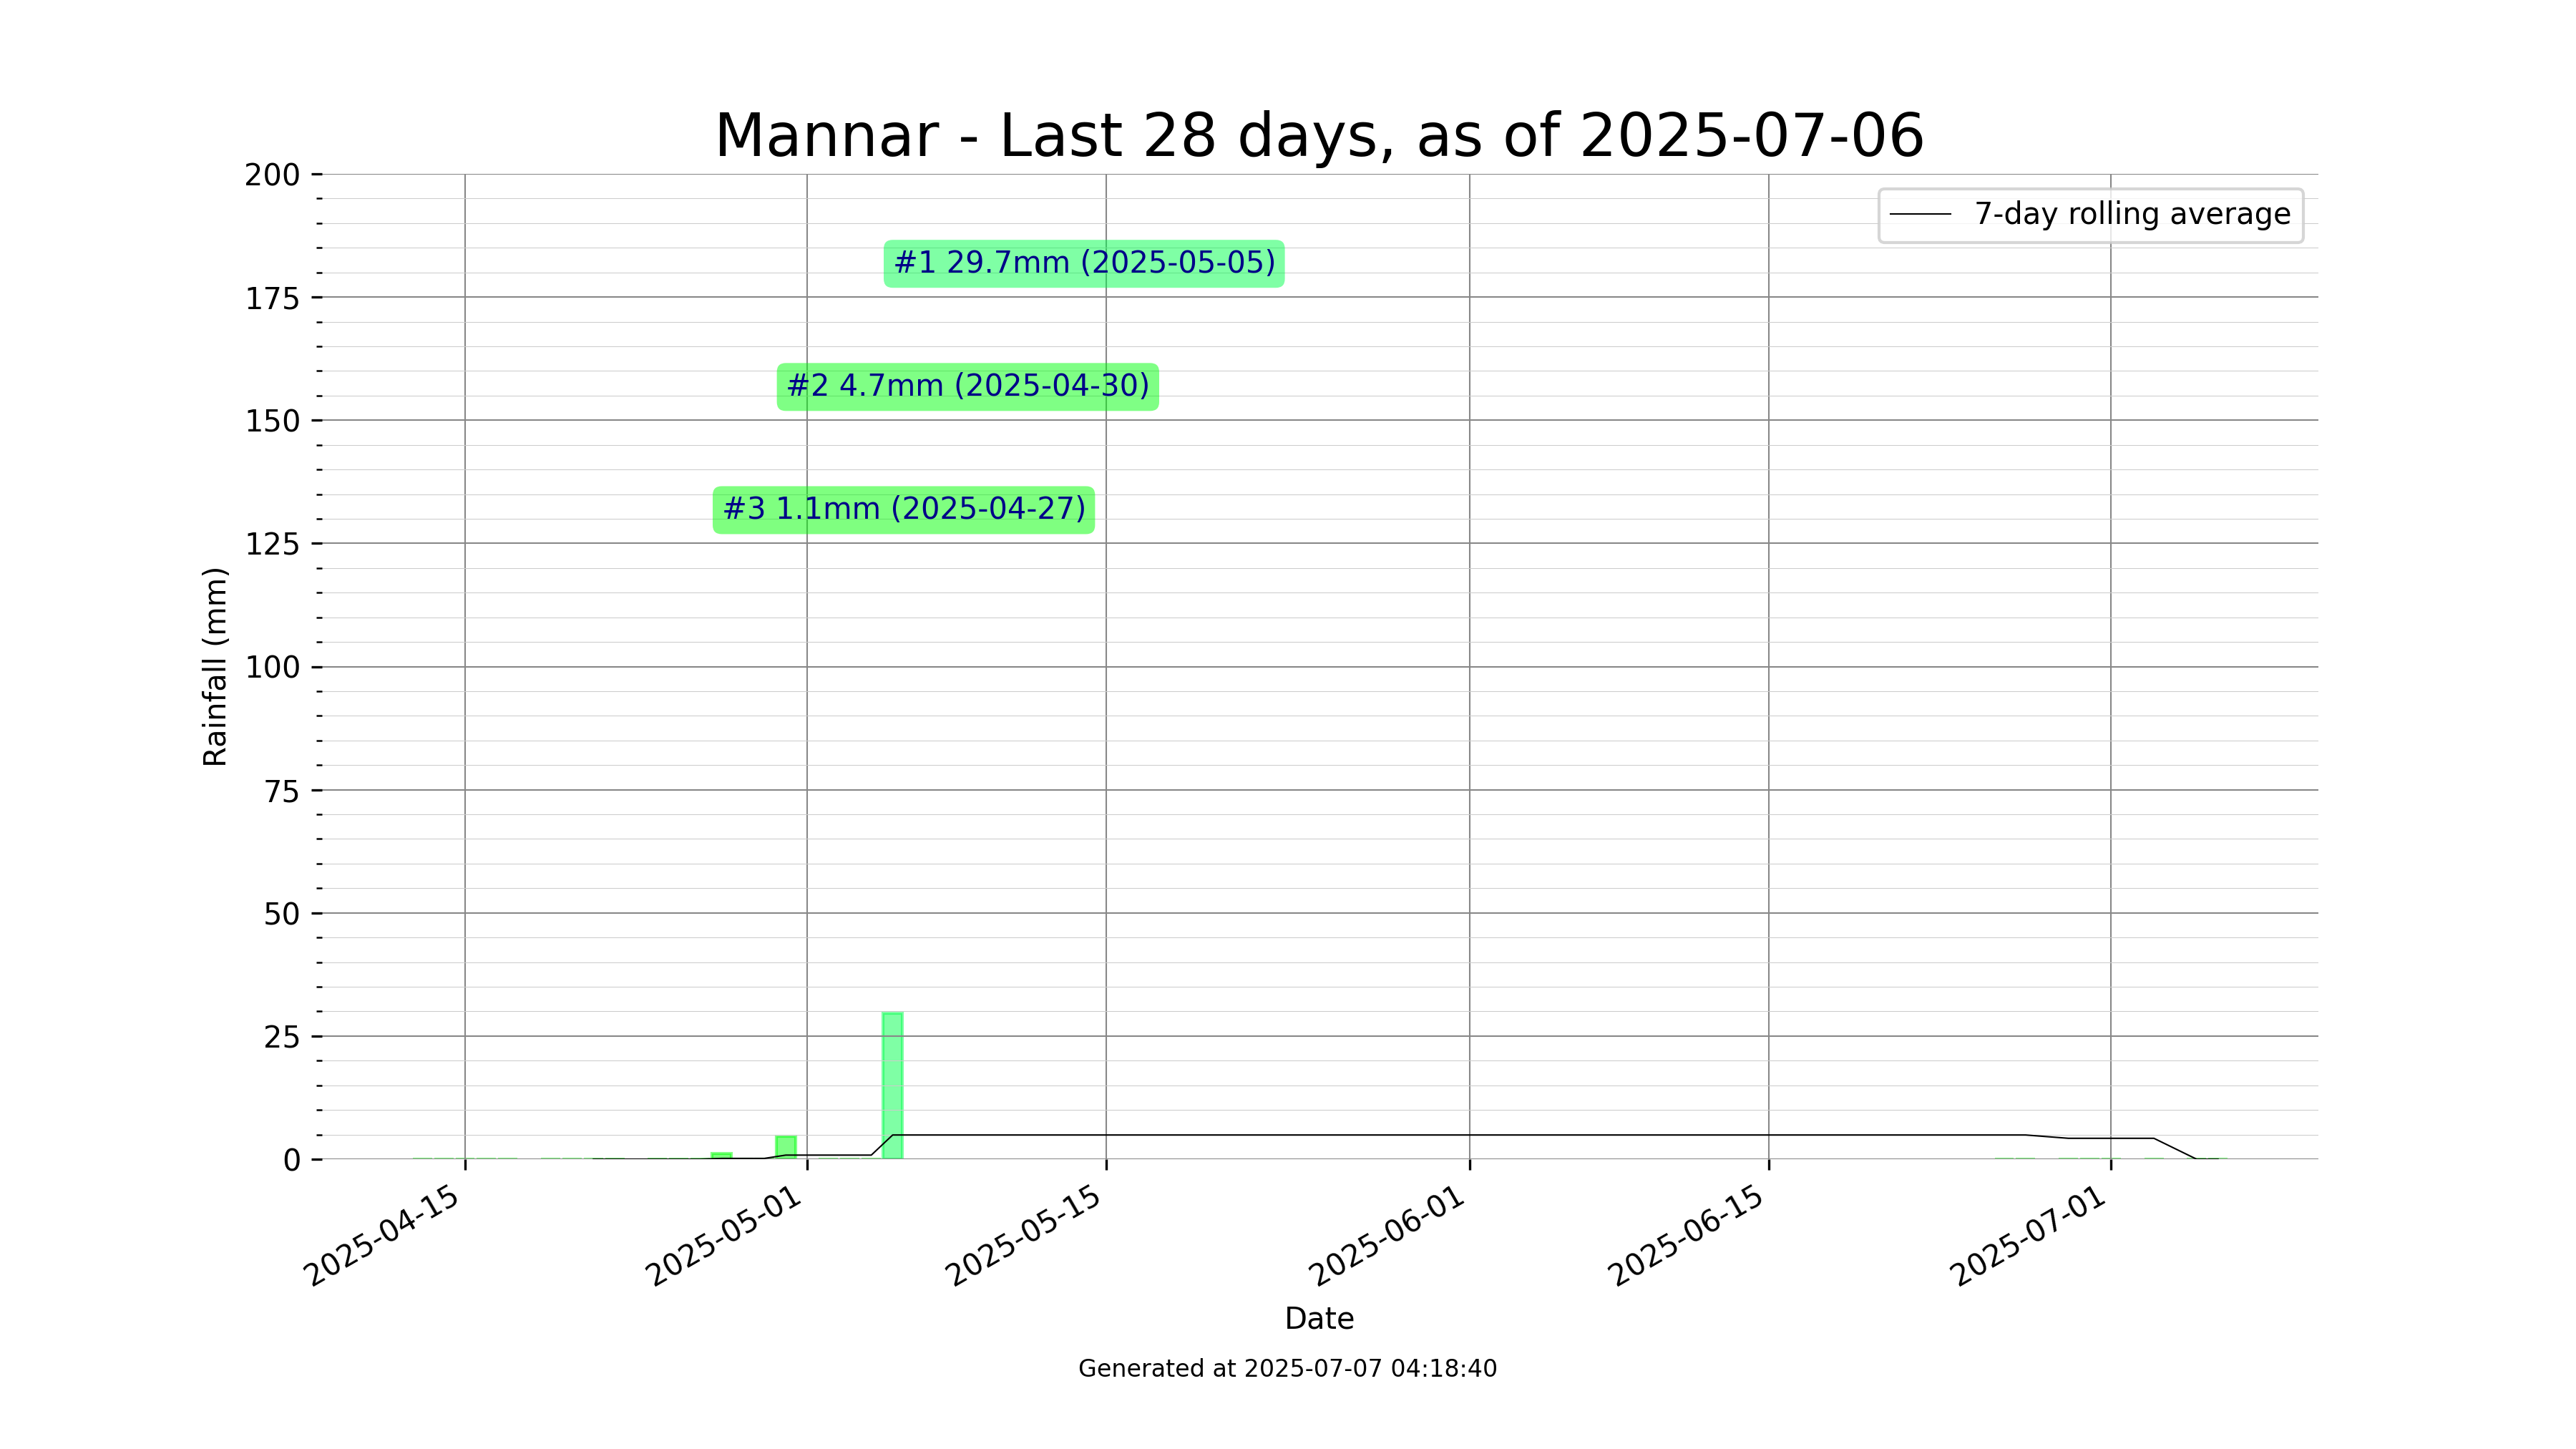 Mannar - Last 28 days, as of 2025-07-06
200
175
150
125
100
75
50
25
0
Rainfall (mm)
7-day rolling average
#1 29.7mm (2025-05-05)
#2 4.7mm (2025-04-30)
#3 1.1mm (2025-04-27)
2025-04-15
2025-05-01
2025-05-15
2025-06-01
2025-06-15
2025-07-01
Date
Generated at 2025-07-07 04:18:40